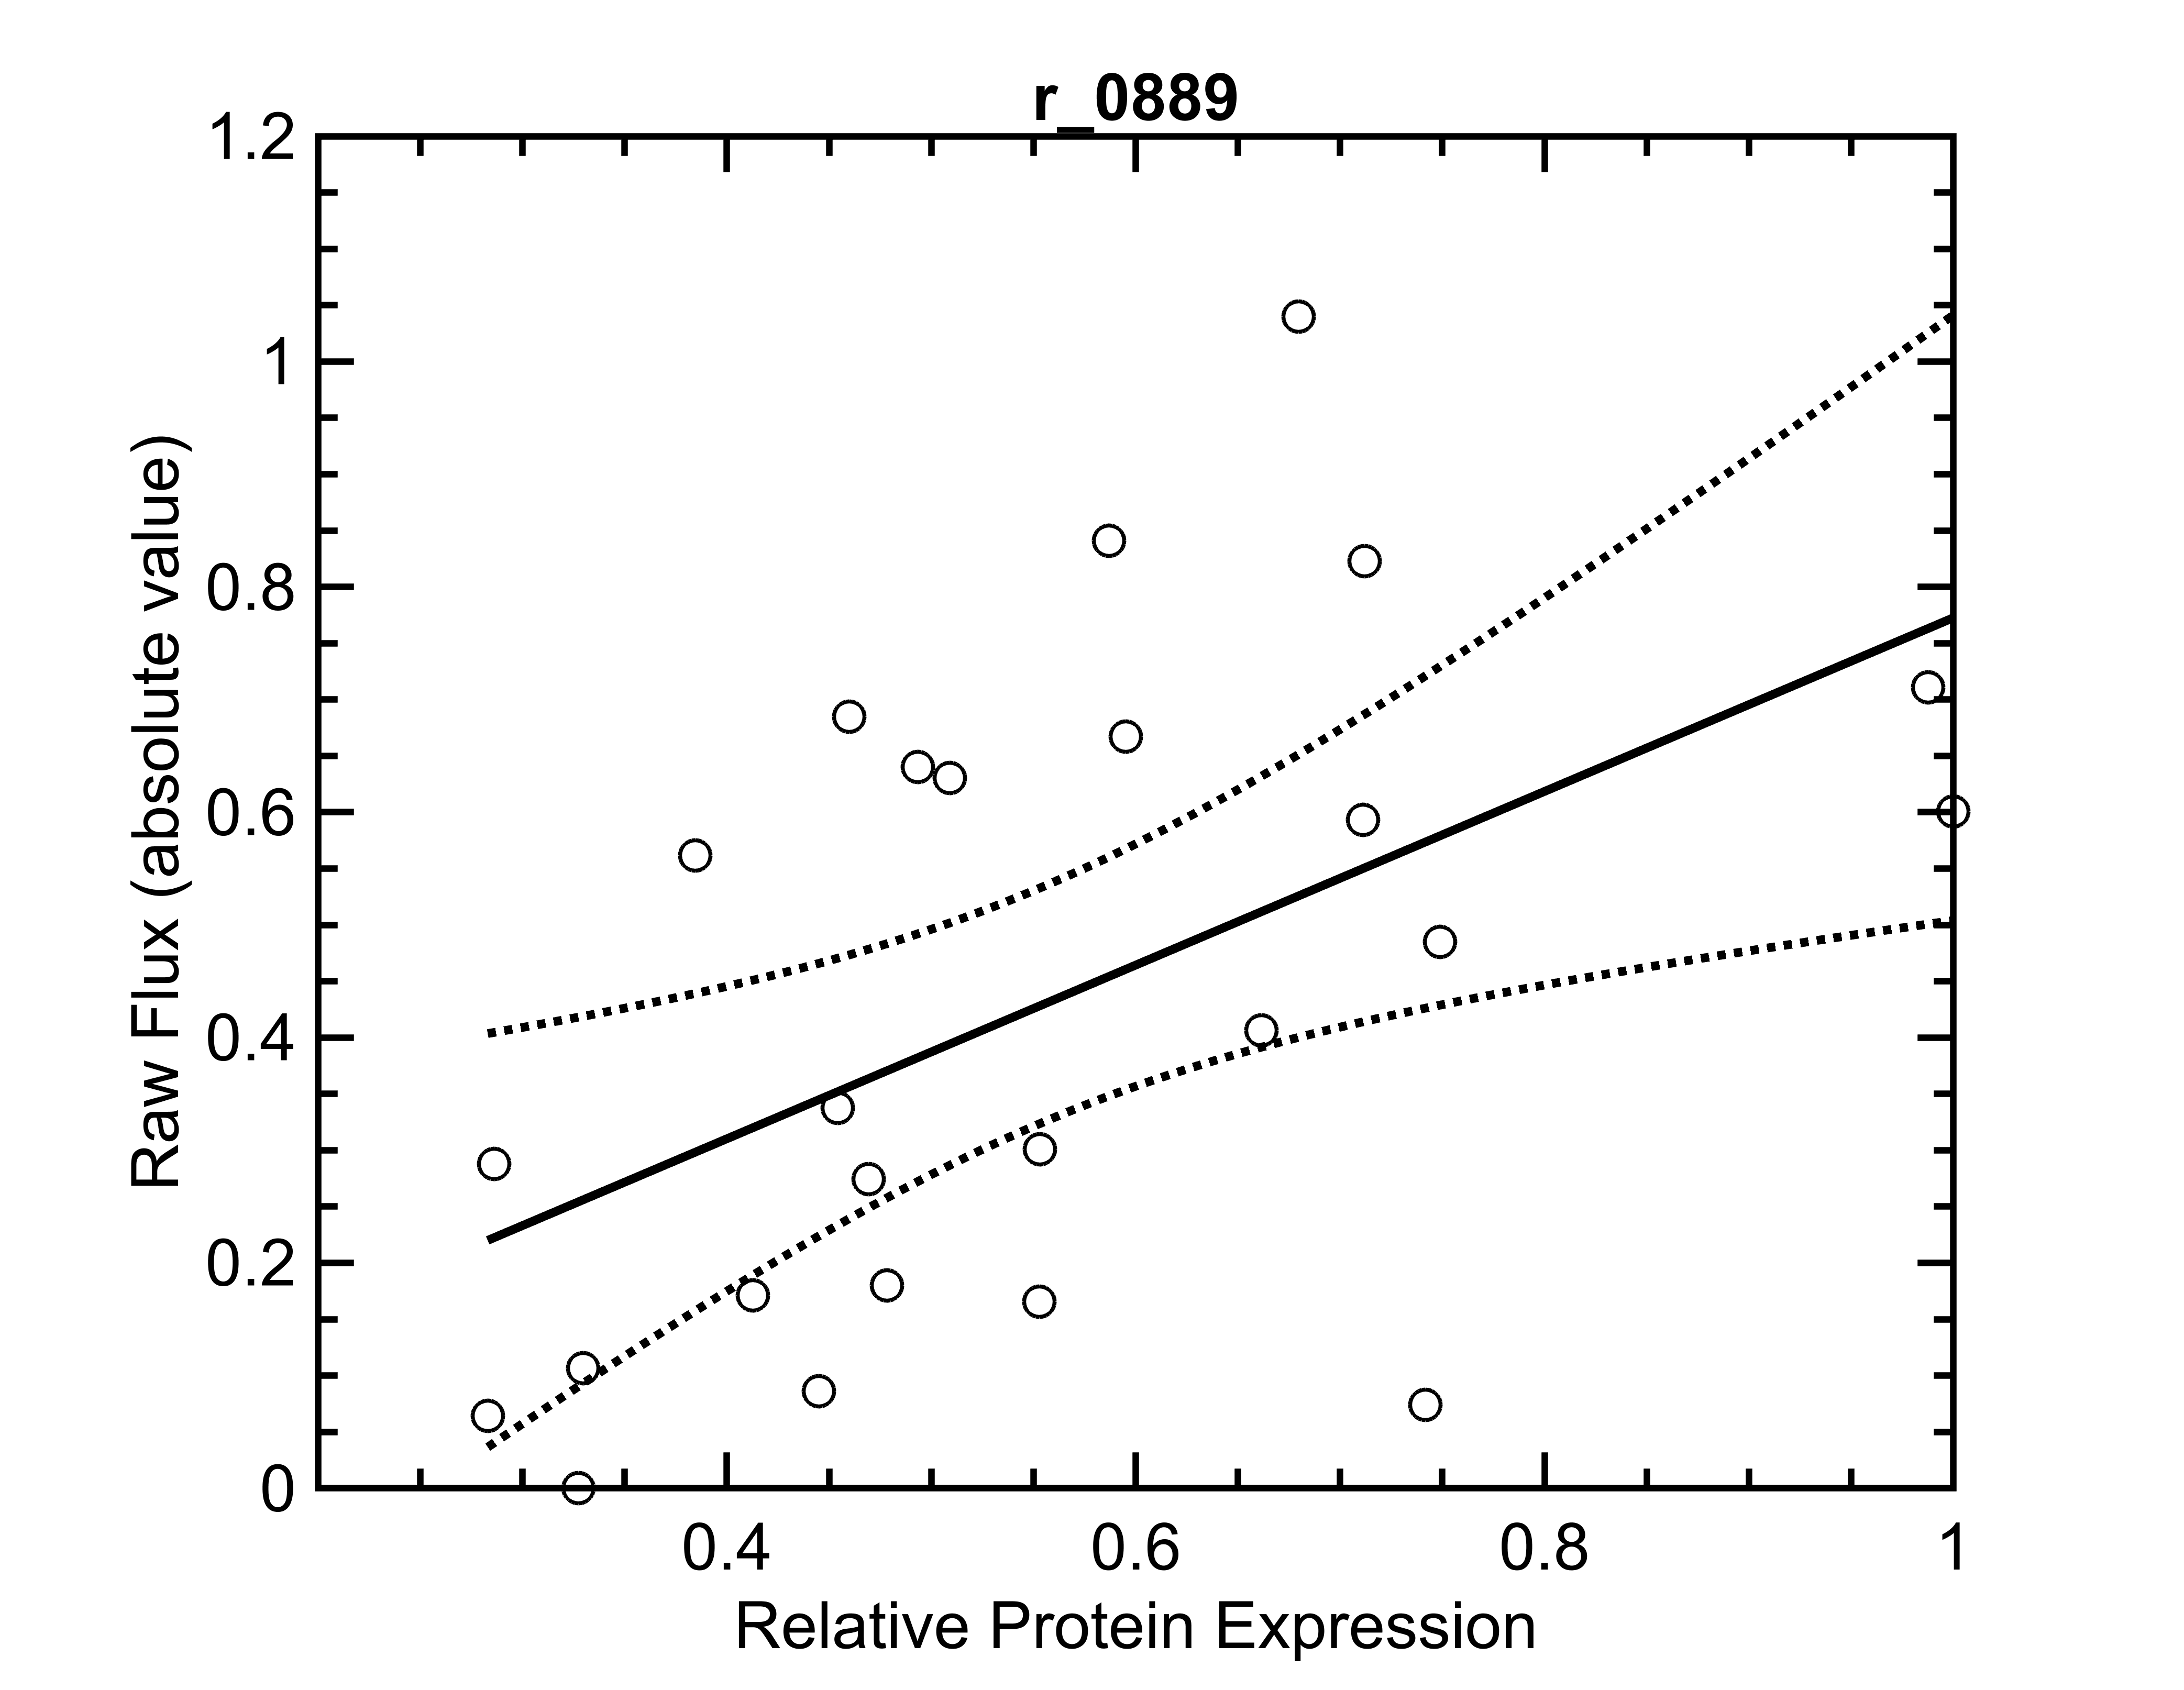 r_0889
1.2
1
0.8
0.6
0.4
0.2
0
Raw Flux (absolute value)
0.4 0.6 0.8 1
Relative Protein Expression